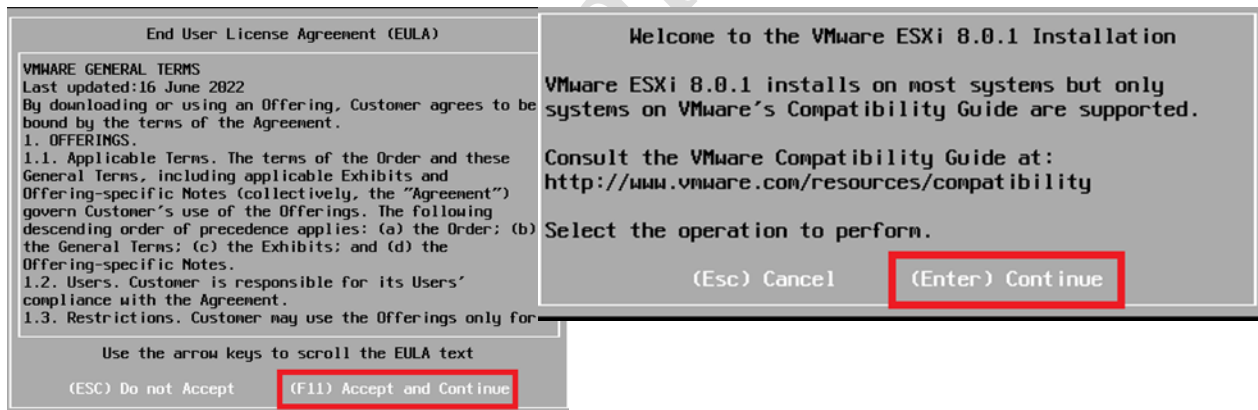 End User License Agreement (EULA)
VMWARE GENERAL TERMS
Last updated:16 June 2022
By downloading or using an Offering, Customer agrees to be
bound by the terms of the Agreement.
1. OFFERINGS.
1.1. Applicable Terms. The terms of the Order and these
General Terms, including applicable Exhibits and
Offering-specific Notes (collectively, the "Agreement")
govern Customer's use of the Offerings. The following
descending order of precedence applies: (a) the Order; (b)
the General Terms; (c) the Exhibits; and (d) the
Offering-specific Notes.
1.2. Users. Customer is responsible for its Users'
compliance with the Agreement.
1.3. Restrictions. Customer may use the Offerings only for
Use the arrow keys to scroll the EULA text
(ESC) Do not Accept (F11) Accept and Continue
Welcome to the VMware ESXi 8.0.1 Installation
VMware ESXi 8.0.1 installs on most systems but only
systems on VMware's Compatibility Guide are supported.
Consult the VMware Compatibility Guide at:
http://www.vmware.com/resources/compatibility
Select the operation to perform.
(Esc) Cancel (Enter) Continue